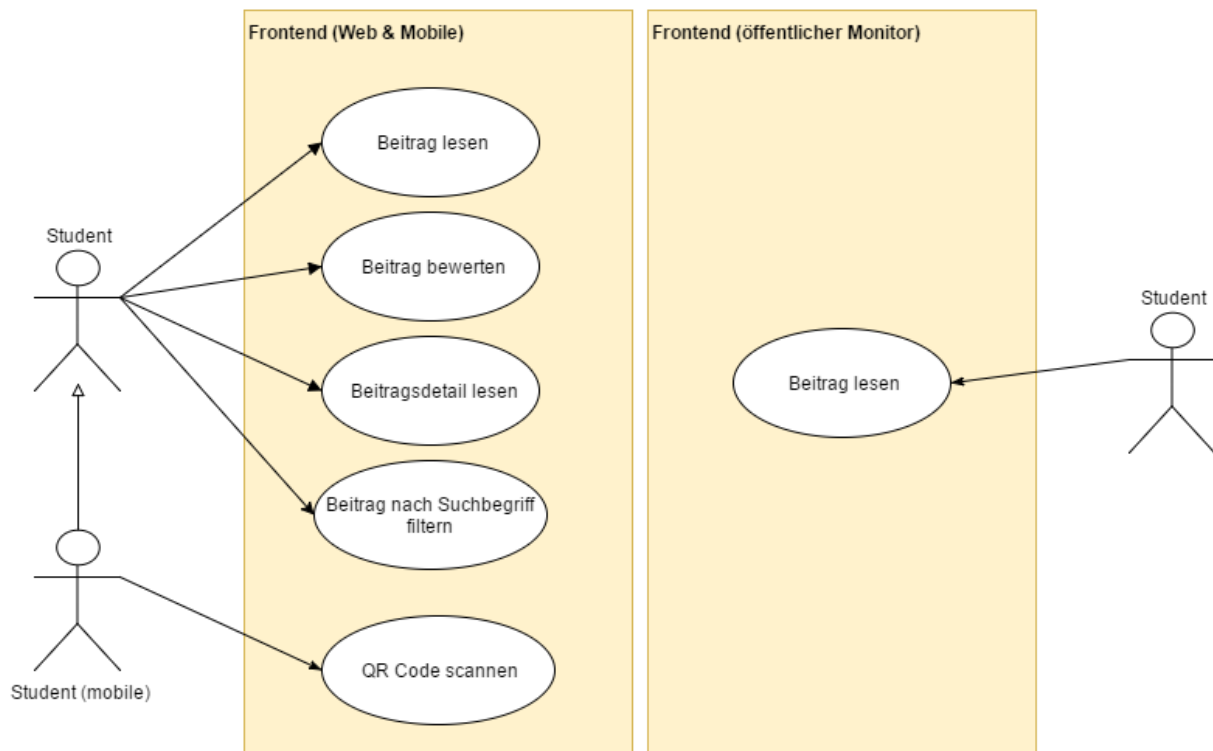 Frontend (Web & Mobile)
Frontend (öffentlicher Monitor)
Beitrag lesen
Student
Beitrag bewerten
Student
Beitragsdetail lesen
Beitrag lesen
Beitrag nach Suchbegriff
filtern
QR Code scannen
Student (mobile)